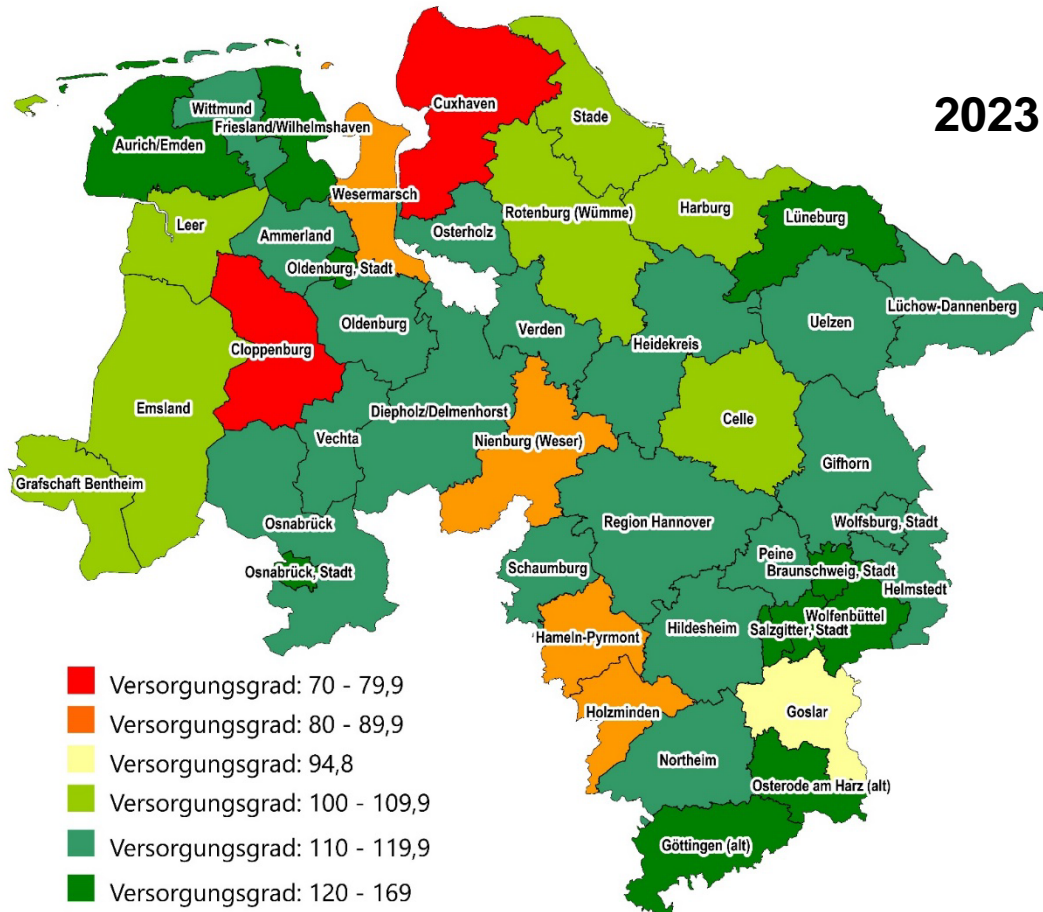 2023
Cuxhaven
Stade
Wittmund
Friesland/Wilhelmshaven
Aurich/Emden
Wesermarsch
Rotenburg (Wümme)
Harburg
Lüneburg
Leer
Ammerland
Osterholz
Oldenburg, Stadt
Lüchow-Dannenberg
Oldenburg
Verden
Uelzen
Cloppenburg
Heidekreis
Emsland
Diepholz/Delmenhorst
Celle
Vechta
Nienburg (Weser)
Gifhorn
Grafschaft Bentheim
Osnabrück
Region Hannover
Wolfsburg, Stadt
Peine
Osnabrück, Stadt
Schaumburg
Braunschweig, Stadt
Helmstedt
Wolfenbüttel
Hildesheim
Salzgitter, Stadt
Hameln-Pyrmont
Holzminden
Goslar
Northeim
Osterode am Harz (alt)
Göttingen (alt)
Versorgungsgrad: 70 - 79,9
Versorgungsgrad: 80 - 89,9
Versorgungsgrad: 94,8
Versorgungsgrad: 100 - 109,9
Versorgungsgrad: 110 - 119,9
Versorgungsgrad: 120 - 169